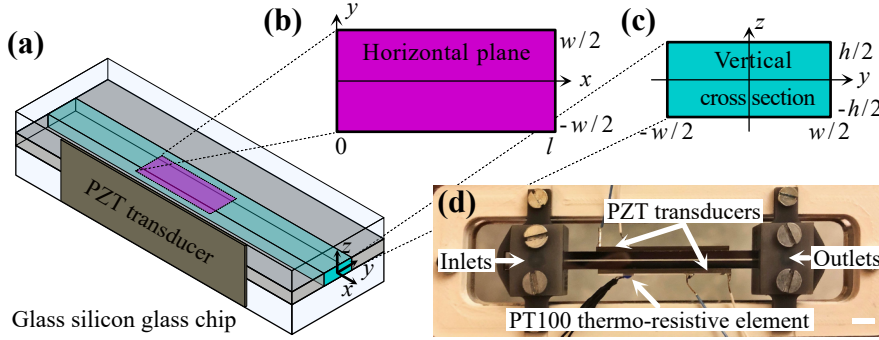 (a)
PZT transducer
z
y
x
Glass silicon glass chip
(b)
y
Horizontal plane
w/2
x
-w/2
0
l
(c)
z
Vertical
h/2
y
cross section
-h/2
-w/2
w/2
(d)
PZT transducers
Inlets
Outlets
PT100 thermo-resistive element